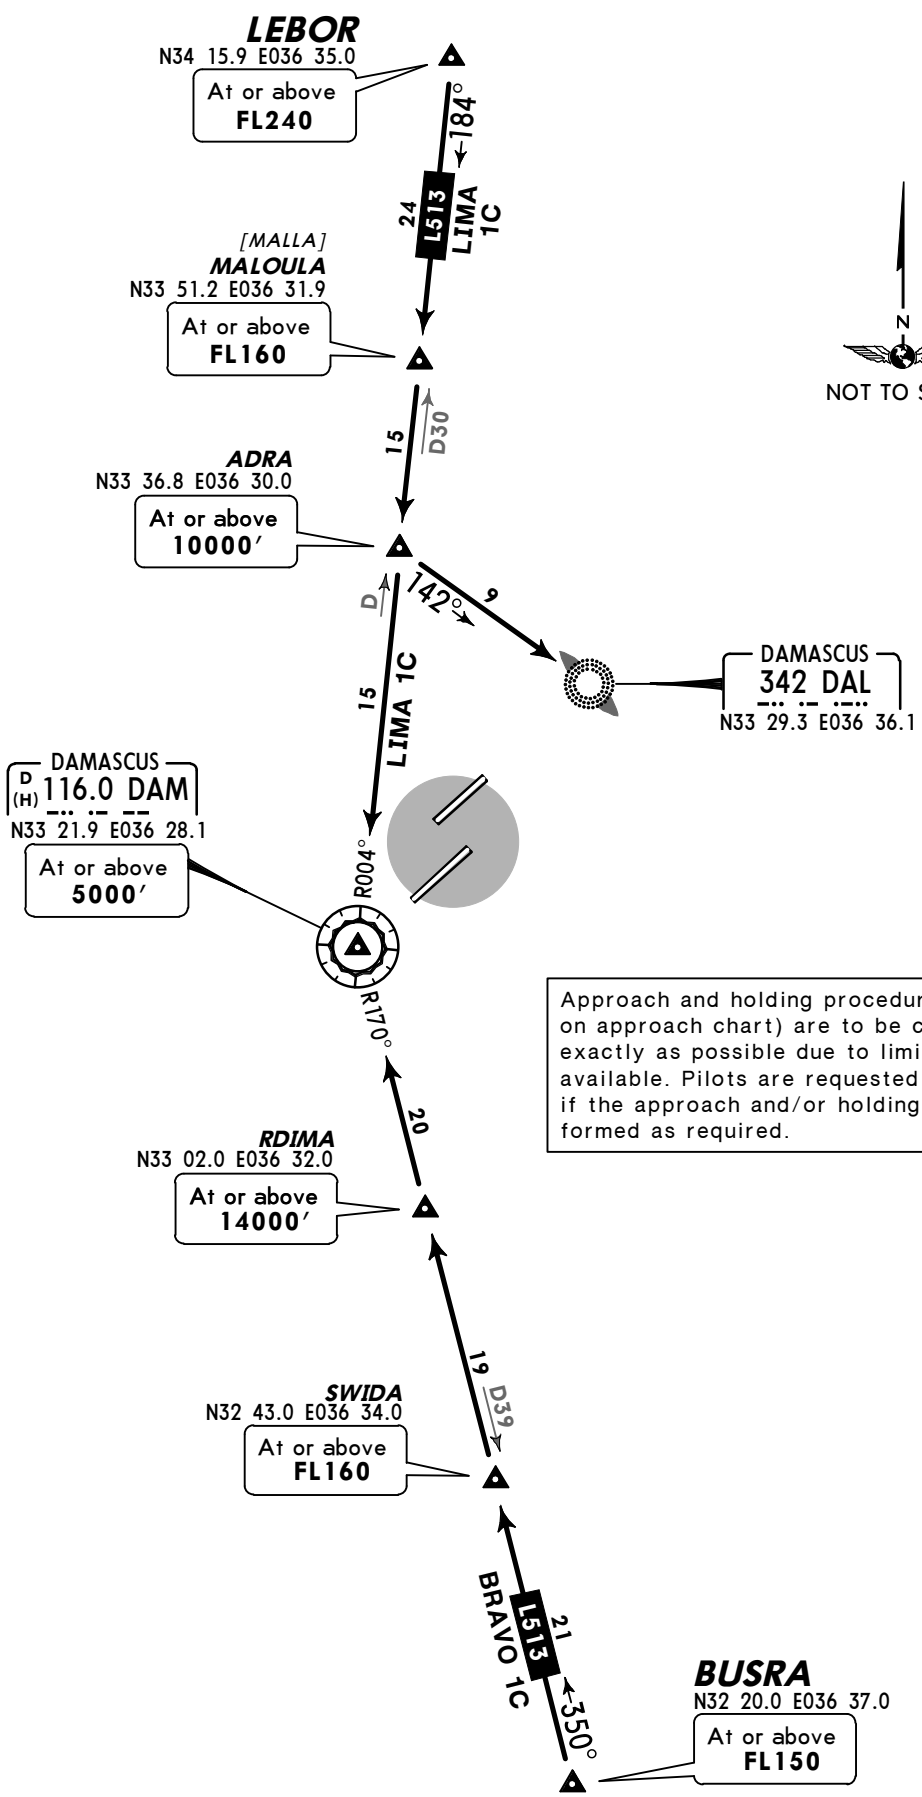 LEBOR
N34 15.9 E036 35.0
At or above
FL240
184°
24
L513
LIMA
1C
[MALLA]
MALOULA
N33 51.2 E036 31.9
At or above
FL160
N
NOT TO S
15
D30
ADRA
N33 36.8 E036 30.0
At or above
10000′
142°
9
D
15
LIMA 1C
DAMASCUS
342 DAL
N33 29.3 E036 36.1
DAMASCUS
D
(H) 116.0 DAM
N33 21.9 E036 28.1
At or above
5000′
R004°
R170°
Approach and holding procedur
on approach chart) are to be c
exactly as possible due to limi
available. Pilots are requested
if the approach and/or holding
formed as required.
20
RDIMA
N33 02.0 E036 32.0
At or above
14000′
19
D39
SWIDA
N32 43.0 E036 34.0
At or above
FL160
BRAVO 1C
L513
21
350°
BUSRA
N32 20.0 E036 37.0
At or above
FL150